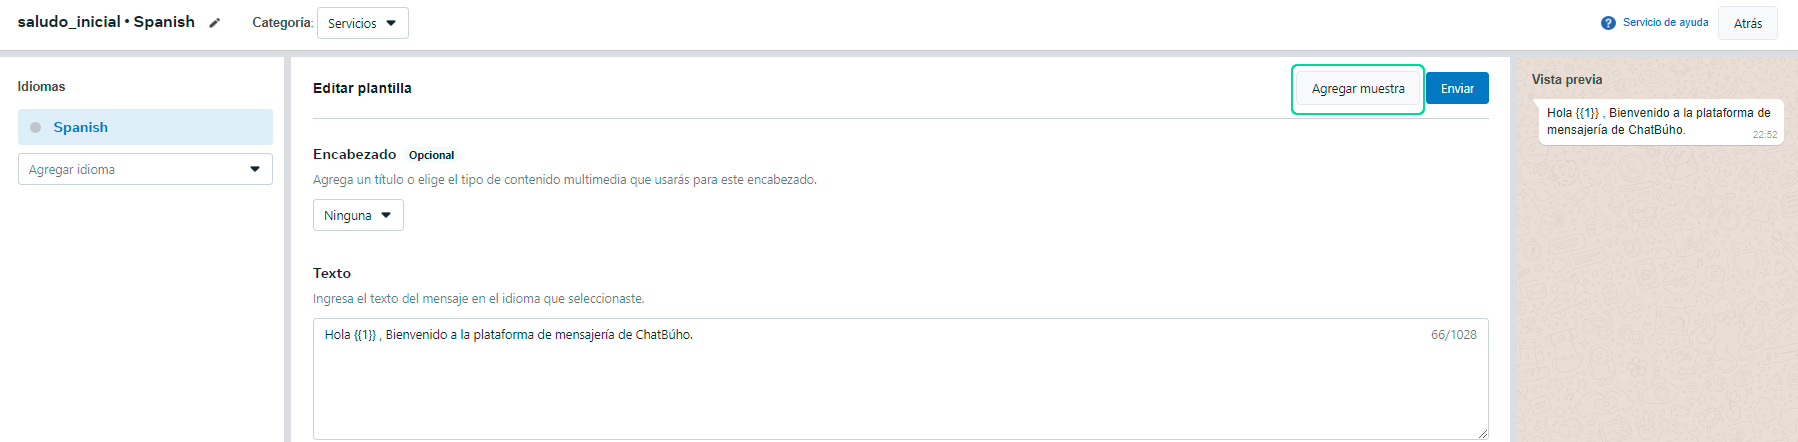 saludo_inicial • Spanish
Categoría: Servicios
Servicio de ayuda
Atrás
Idiomas
Spanish
Agregar idioma
Editar plantilla
Agregar muestra
Enviar
Encabezado Opcional
Agrega un título o elige el tipo de contenido multimedia que usarás para este encabezado.
Ninguna
Texto
Ingresa el texto del mensaje en el idioma que seleccionaste.
Hola {{1}} , Bienvenido a la plataforma de mensajería de ChatBúho.
66/1028
Vista previa
Hola {{1}} , Bienvenido a la plataforma de
mensajería de ChatBúho.
22:52